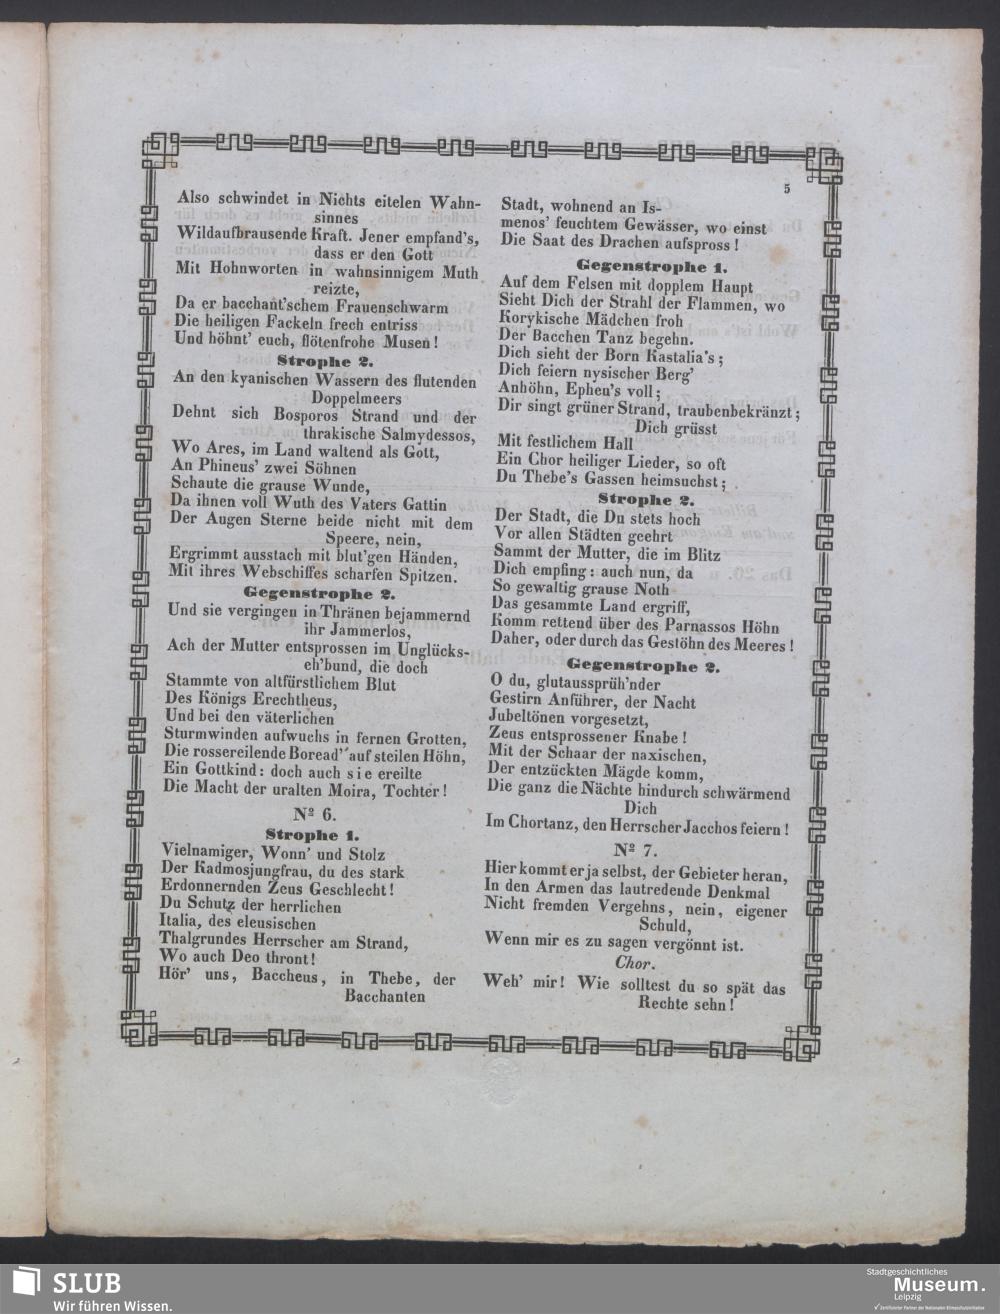 5
Also schwindet in Nichts eitelen Wahn-
sinnes
Wildaufbrausende Kraft. Jener empfand's,
dass er den Gott
Mit Hohnworten in wahnsinnigem Muth
reizte,
Da er bacchant'schem Frauenschwarm
Die heiligen Fackeln frech entriss
Und höhnt' euch, flötenfrohe Musen!
Strophe 2.
An den kyanischen Wassern des flutenden
Doppelmeers
Dehnt sich Bosporos Strand und der
thrakische Salmydessos,
Wo Ares, im Land waltend als Gott,
An Phineus' zwei Söhnen
Schaute die grause Wunde,
Da ihnen voll Wuth des Vaters Gattin
Der Augen Sterne beide nicht mit dem
Speere, nein,
Ergrimmt ausstach mit blut'gen Händen,
Mit ihres Webschiffes scharfen Spitzen.
Gegenstrophe 2.
Und sie vergingen in Thränen bejammernd
ihr Jammerlos,
Ach der Mutter entsprossen im Unglücks-
eh'bund, die doch
Stammte von altfürstlichem Blut
Des Königs Erechtheus,
Und bei den väterlichen
Sturmwinden aufwuchs in fernen Grotten,
Die rossereilende Boread' auf steilen Höhn,
Ein Gottkind: doch auch sie ereilte
Die Macht der uralten Moira, Tochter!
Nº 6.
Strophe 1.
Vielnamiger, Wonn' und Stolz
Der Kadmosjungfrau, du des stark
Erdonnernden Zeus Geschlecht!
Du Schutz der herrlichen
Italia, des eleusischen
Thalgrundes Herrscher am Strand,
Wo auch Deo thront!
Hör' uns, Baccheus, in Thebe, der
Bacchanten
Stadt, wohnend an Is-
menos' feuchtem Gewässer, wo einst
Die Saat des Drachen aufspross!
Gegenstrophe 1.
Auf dem Felsen mit dopplem Haupt
Sieht Dich der Strahl der Flammen, wo
Korykische Mädchen froh
Der Bacchen Tanz begehn.
Dich sieht der Born Kastalia's;
Dich feiern nysischer Berg'
Anhöhn, Epheu's voll;
Dir singt grüner Strand, traubenbekränzt;
Dich grüsst
Mit festlichem Hall
Ein Chor heiliger Lieder, so oft
Du Thebe's Gassen heimsuchst;
Strophe 2.
Der Stadt, die Du stets hoch
Vor allen Städten geehrt
Sammt der Mutter, die im Blitz
Dich empfing: auch nun, da
So gewaltig grause Noth
Das gesammte Land ergriff,
Komm rettend über des Parnassos Höhn
Daher, oder durch das Gestöhn des Meeres!
Gegenstrophe 2.
O du, glutaussprüh'nder
Gestirn Anführer, der Nacht
Jubeltönen vorgesetzt,
Zeus entsprossener Knabe!
Mit der Schaar der naxischen,
Der entzückten Mägde komm,
Die ganz die Nächte hindurch schwärmend
Dich
Im Chortanz, den Herrscher Jacchos feiern!
Nº 7.
Hier kommt er ja selbst, der Gebieter heran,
In den Armen das lautredende Denkmal
Nicht fremden Vergehns, nein, eigener
Schuld,
Wenn mir es zu sagen vergönnt ist.
Chor.
Weh' mir! Wie solltest du so spät das
Rechte sehn!
SLUB
Wir führen Wissen.
Stadtgeschichtliches
Museum.
Leipzig